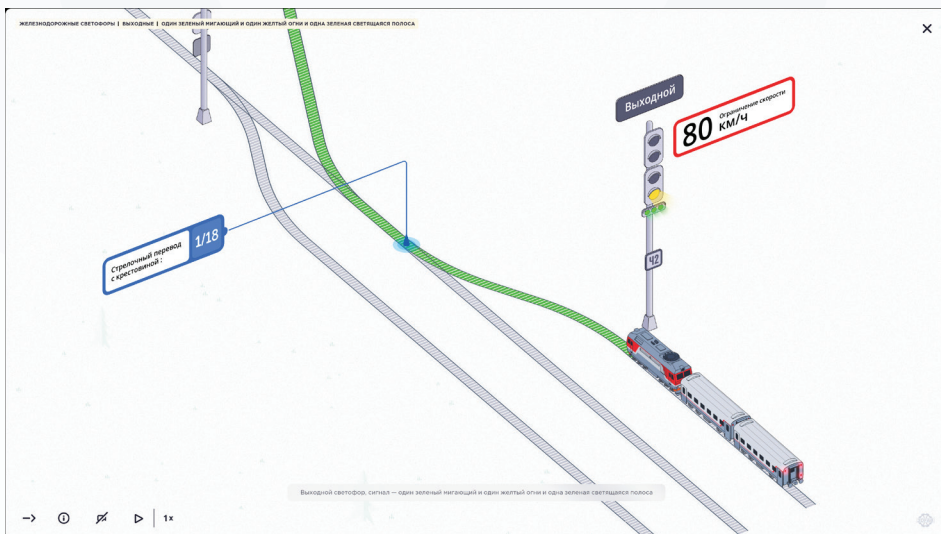 ЖЕЛЕЗНОДОРОЖНЫЕ СВЕТОФОРЫ | ВЫХОДНЫЕ | ОДИН ЗЕЛЕНЫЙ МИГАЮЩИЙ И ОДИН ЖЕЛТЫЙ ОГНИ И ОДНА ЗЕЛЕНАЯ СВЕТЯЩАЯСЯ ПОЛОСА
Выходной
80 км/ч
Ограничение скорости
Ч2
Стрелочный перевод
с крестовиной :
1/18
Выходной светофор, сигнал — один зеленый мигающий и один желтый огни и одна зеленая светящаяся полоса
1x